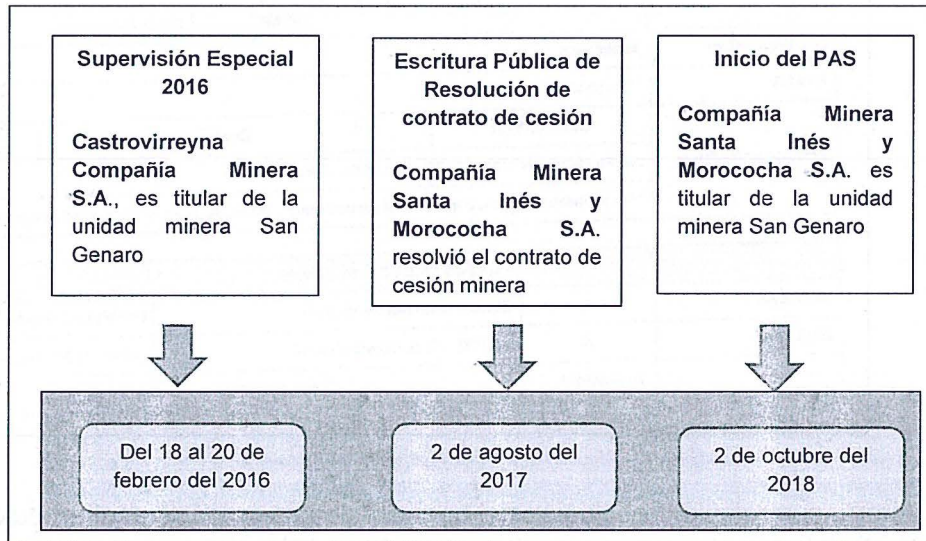 Supervisión Especial
2016
Castrovirreyna
Compañía Minera
S.A., es titular de la
unidad minera San
Genaro
Escritura Pública de
Resolución de
contrato de cesión
Compañía Minera
Santa Inés y
Morococha S.A.
resolvió el contrato de
cesión minera
Inicio del PAS
Compañía Minera
Santa Inés y
Morococha S.A. es
titular de la unidad
minera San Genaro
Del 18 al 20 de
febrero del 2016
2 de agosto del
2017
2 de octubre del
2018